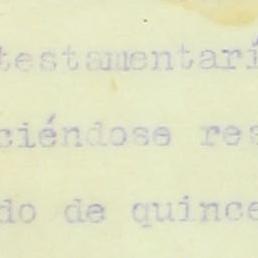 testamentarí
ciéndose res
do de quince